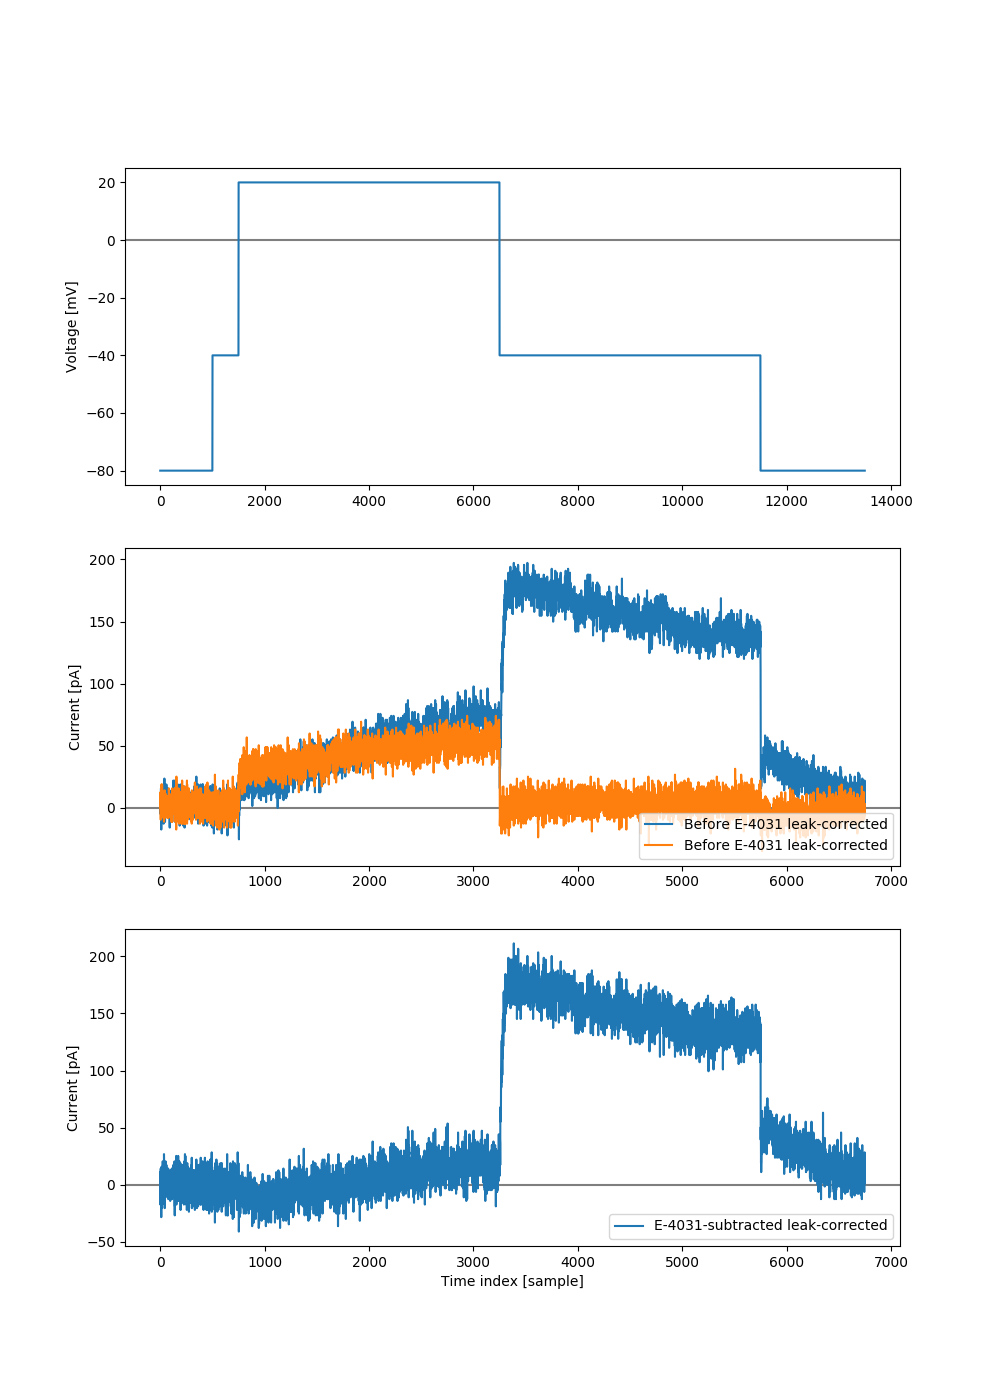 20
0
−20
−40
−60
−80
Voltage [mV]
0 2000 4000 6000 8000 10000 12000 14000
200
150
100
50
0
Current [pA]
Before E-4031 leak-corrected
Before E-4031 leak-corrected
0 1000 2000 3000 4000 5000 6000 7000
200
150
100
50
0
−50
Current [pA]
E-4031-subtracted leak-corrected
0 1000 2000 3000 4000 5000 6000 7000
Time index [sample]